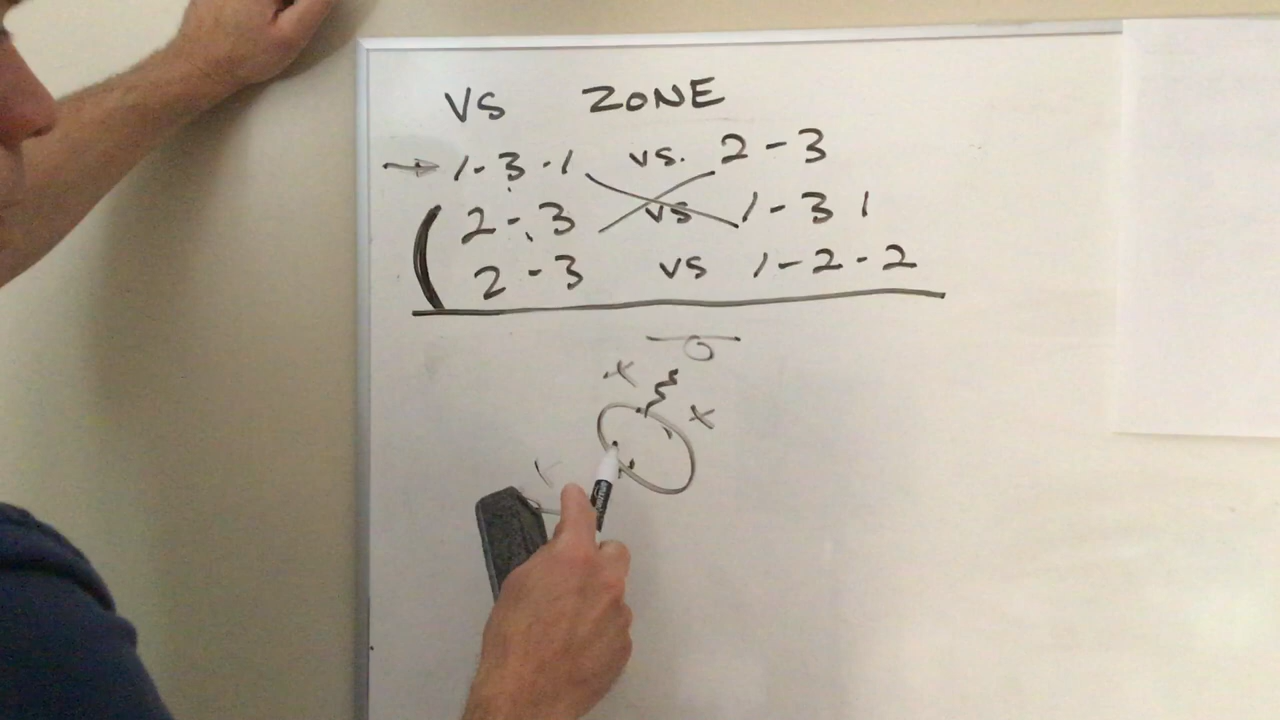 VS ZONE
→ 1-3-1 vs. 2-3
2-3 vs 1-3 1
2-3 vs 1-2-2
O
x
x
x